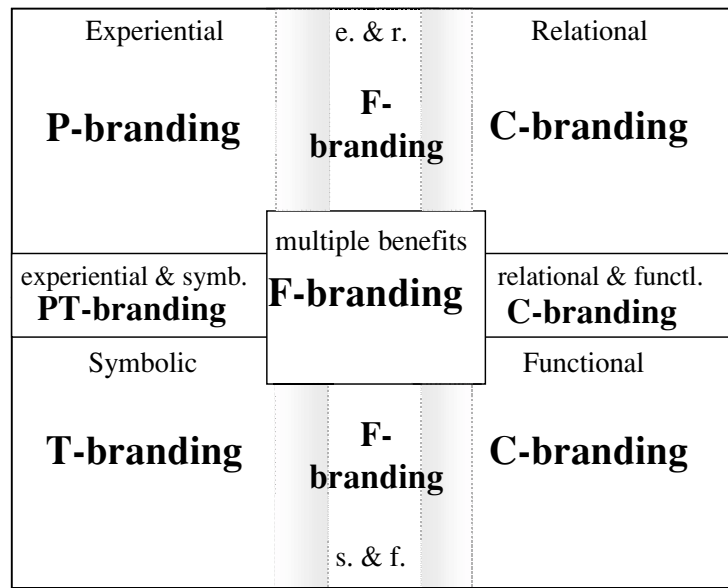 Experiential
e. & r.
Relational
P-branding
F-
branding
C-branding
multiple benefits
F-branding
experiential & symb.
PT-branding
relational & functl.
C-branding
Symbolic
Functional
T-branding
F-
branding
C-branding
s. & f.